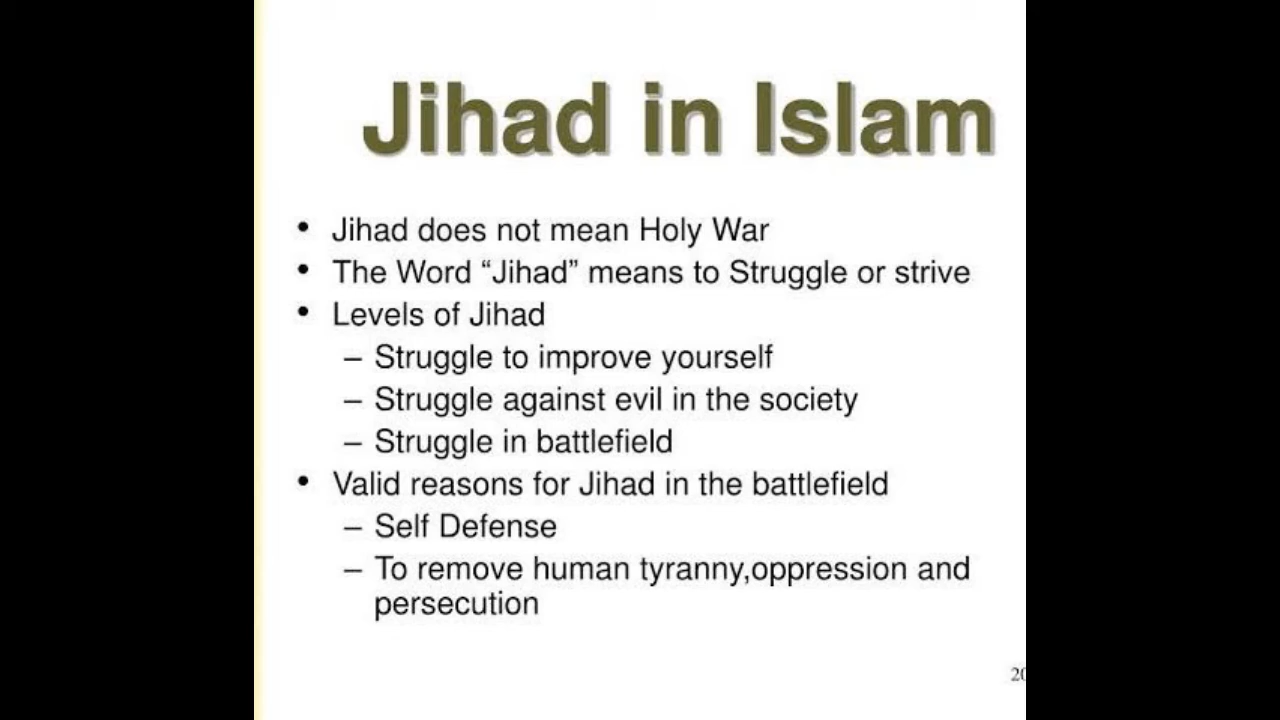 Jihad in Islam
• Jihad does not mean Holy War
• The Word “Jihad” means to Struggle or strive
• Levels of Jihad
– Struggle to improve yourself
– Struggle against evil in the society
– Struggle in battlefield
• Valid reasons for Jihad in the battlefield
– Self Defense
– To remove human tyranny,oppression and
persecution